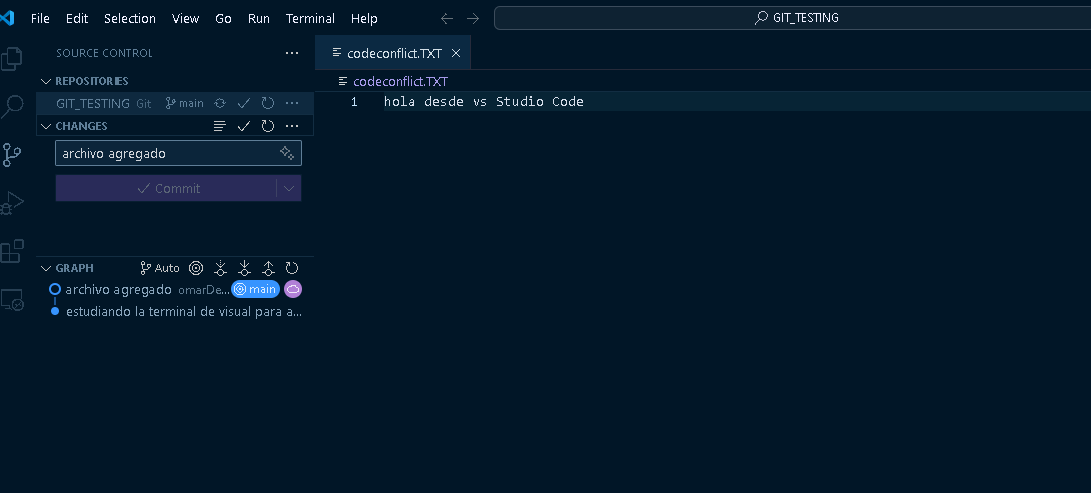 File Edit Selection View Go Run Terminal Help GIT_TESTING
SOURCE CONTROL ...
REPOSITORIES
GIT_TESTING Git main ...
CHANGES ...
archivo agregado
Commit
GRAPH Auto
archivo agregado omarDe... main
estudiando la terminal de visual para a...
codeconflict.TXT
codeconflict.TXT
1 hola desde vs Studio Code